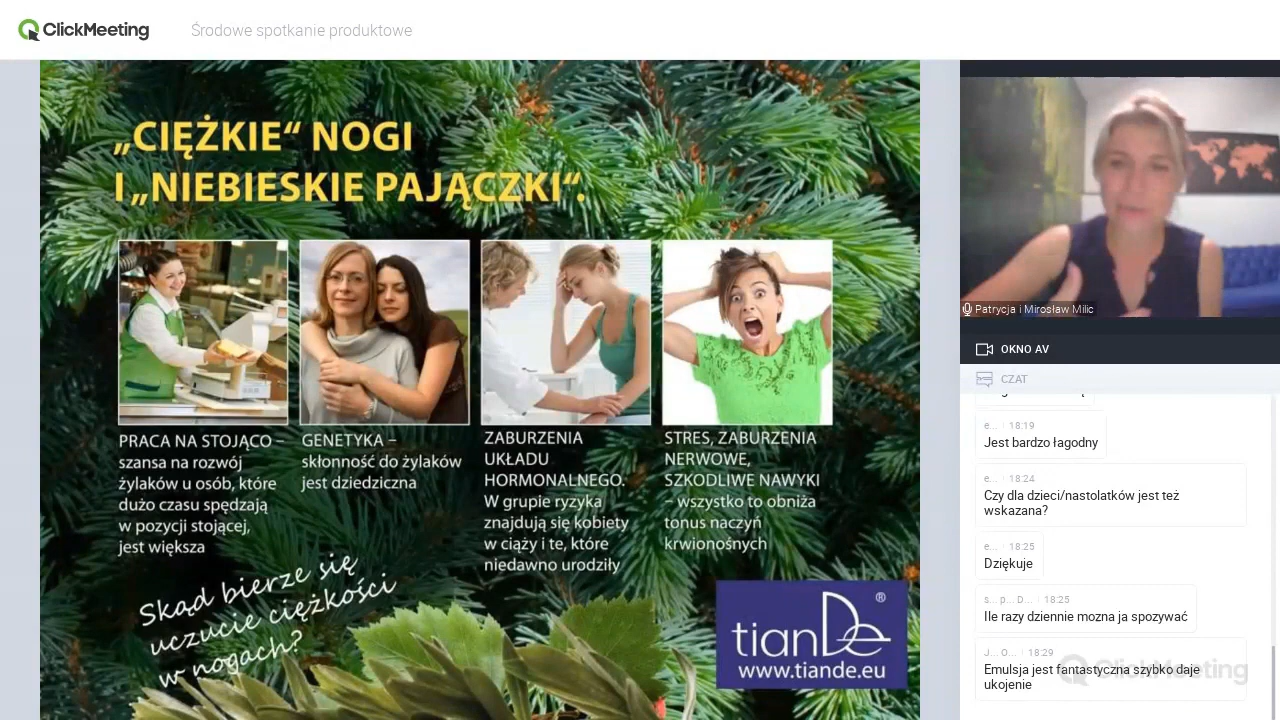 ClickMeeting
Środowe spotkanie produktowe
„CIĘŻKIE“ NOGI
I „NIEBIESKIE PAJĄCZKI“.
PRACA NA STOJĄCO –
szansa na rozwój
żylaków u osób, które
dużo czasu spędzają
w pozycji stojącej,
jest większa
GENETYKA –
skłonność do żylaków
jest dziedziczna
ZABURZENIA
UKŁADU
HORMONALNEGO.
W grupie ryzyka
znajdują się kobiety
w ciąży i te, które
niedawno urodziły
STRES, ZABURZENIA
NERWOWE,
SZKODLIWE NAWYKI
– wszystko to obniża
tonus naczyń
krwionośnych
Skąd bierze się
uczucie ciężkości
w nogach?
tianDe ®
www.tiande.eu
Patrycja i Mirosław Milic
OKNO AV
CZAT
e... 18:19
Jest bardzo łagodny
e... 18:24
Czy dla dzieci/nastolatków jest też
wskazana?
e... 18:25
Dziękuje
s... p... D... 18:25
Ile razy dziennie mozna ja spozywać
J... O... 18:29
Emulsja jest fantastyczna szybko daje
ukojenie
ClickMeeting